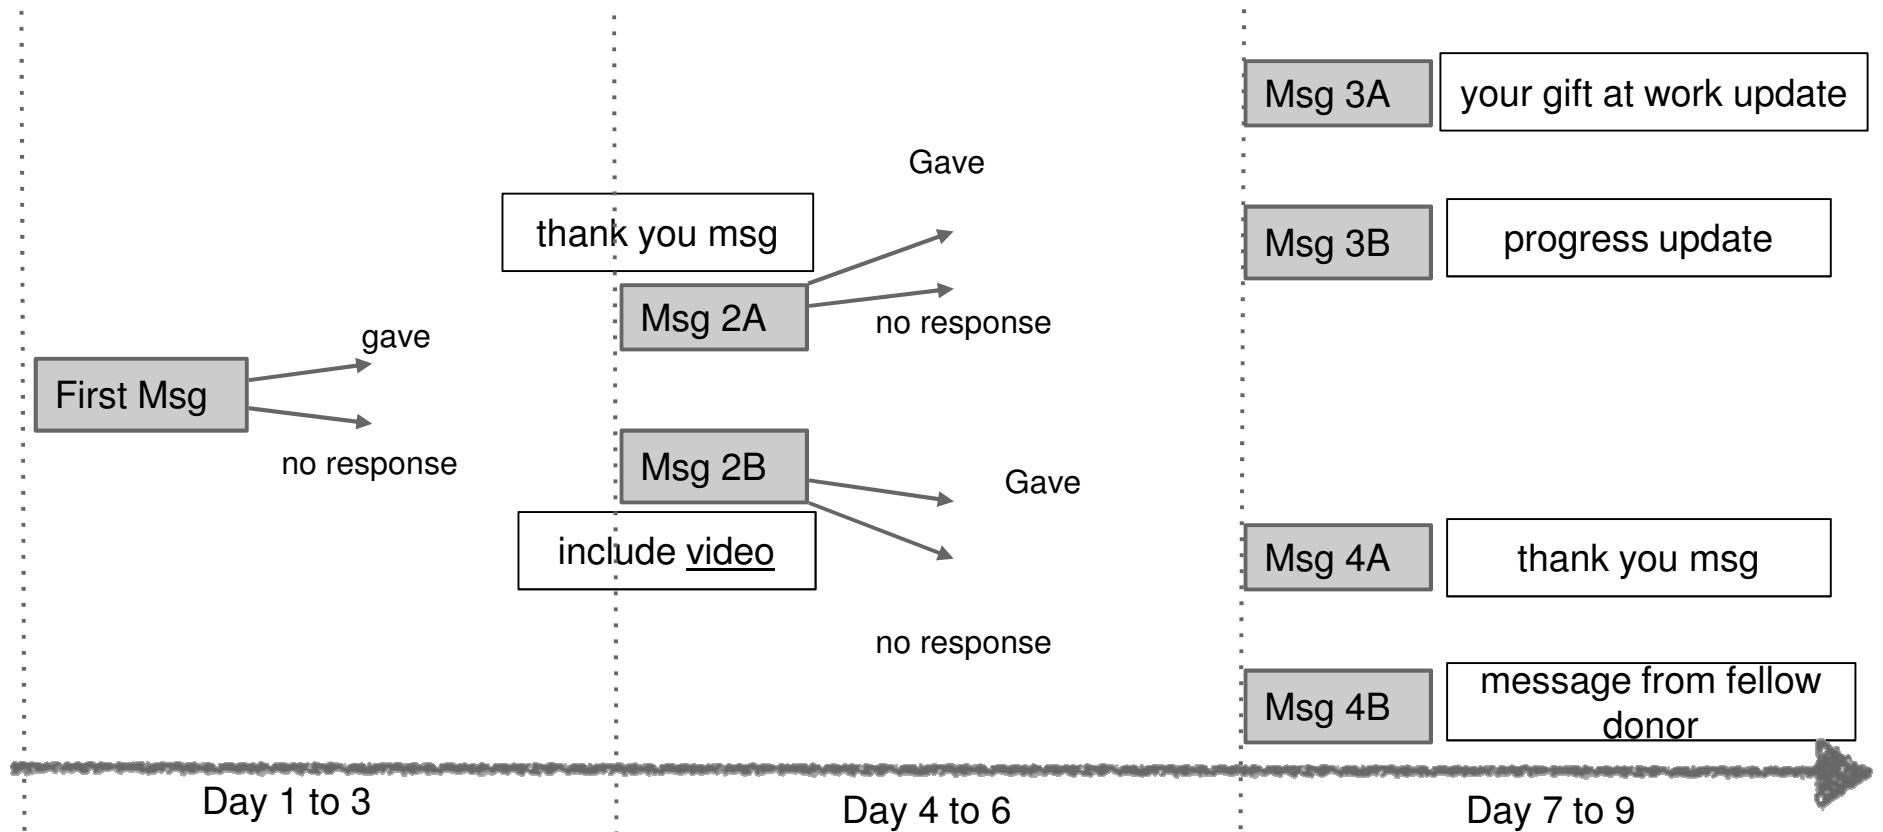 Msg 3A
your gift at work update
Gave
thank you msg
Msg 3B
progress update
Msg 2A
no response
gave
First Msg
no response
Msg 2B
Gave
include video
Msg 4A
thank you msg
no response
Msg 4B
message from fellow
donor
Day 1 to 3
Day 4 to 6
Day 7 to 9